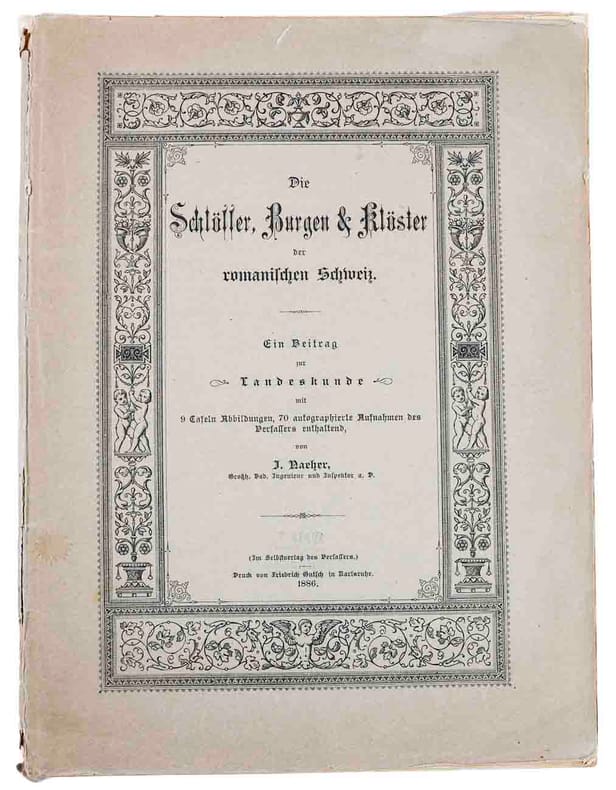 Die
Schlösser, Burgen & Klöster
der
romanischen Schweiz.
Ein Beitrag
zur
Landeskunde
mit
9 Tafeln Abbildungen, 70 autographierte Aufnahmen des
Verfassers enthaltend,
von
J. Naeher,
Großh. Bad. Ingenieur und Inspektor a. D.
(Im Selbstverlag des Verfassers.)
Druck von Friedrich Gutsch in Karlsruhe.
1886.